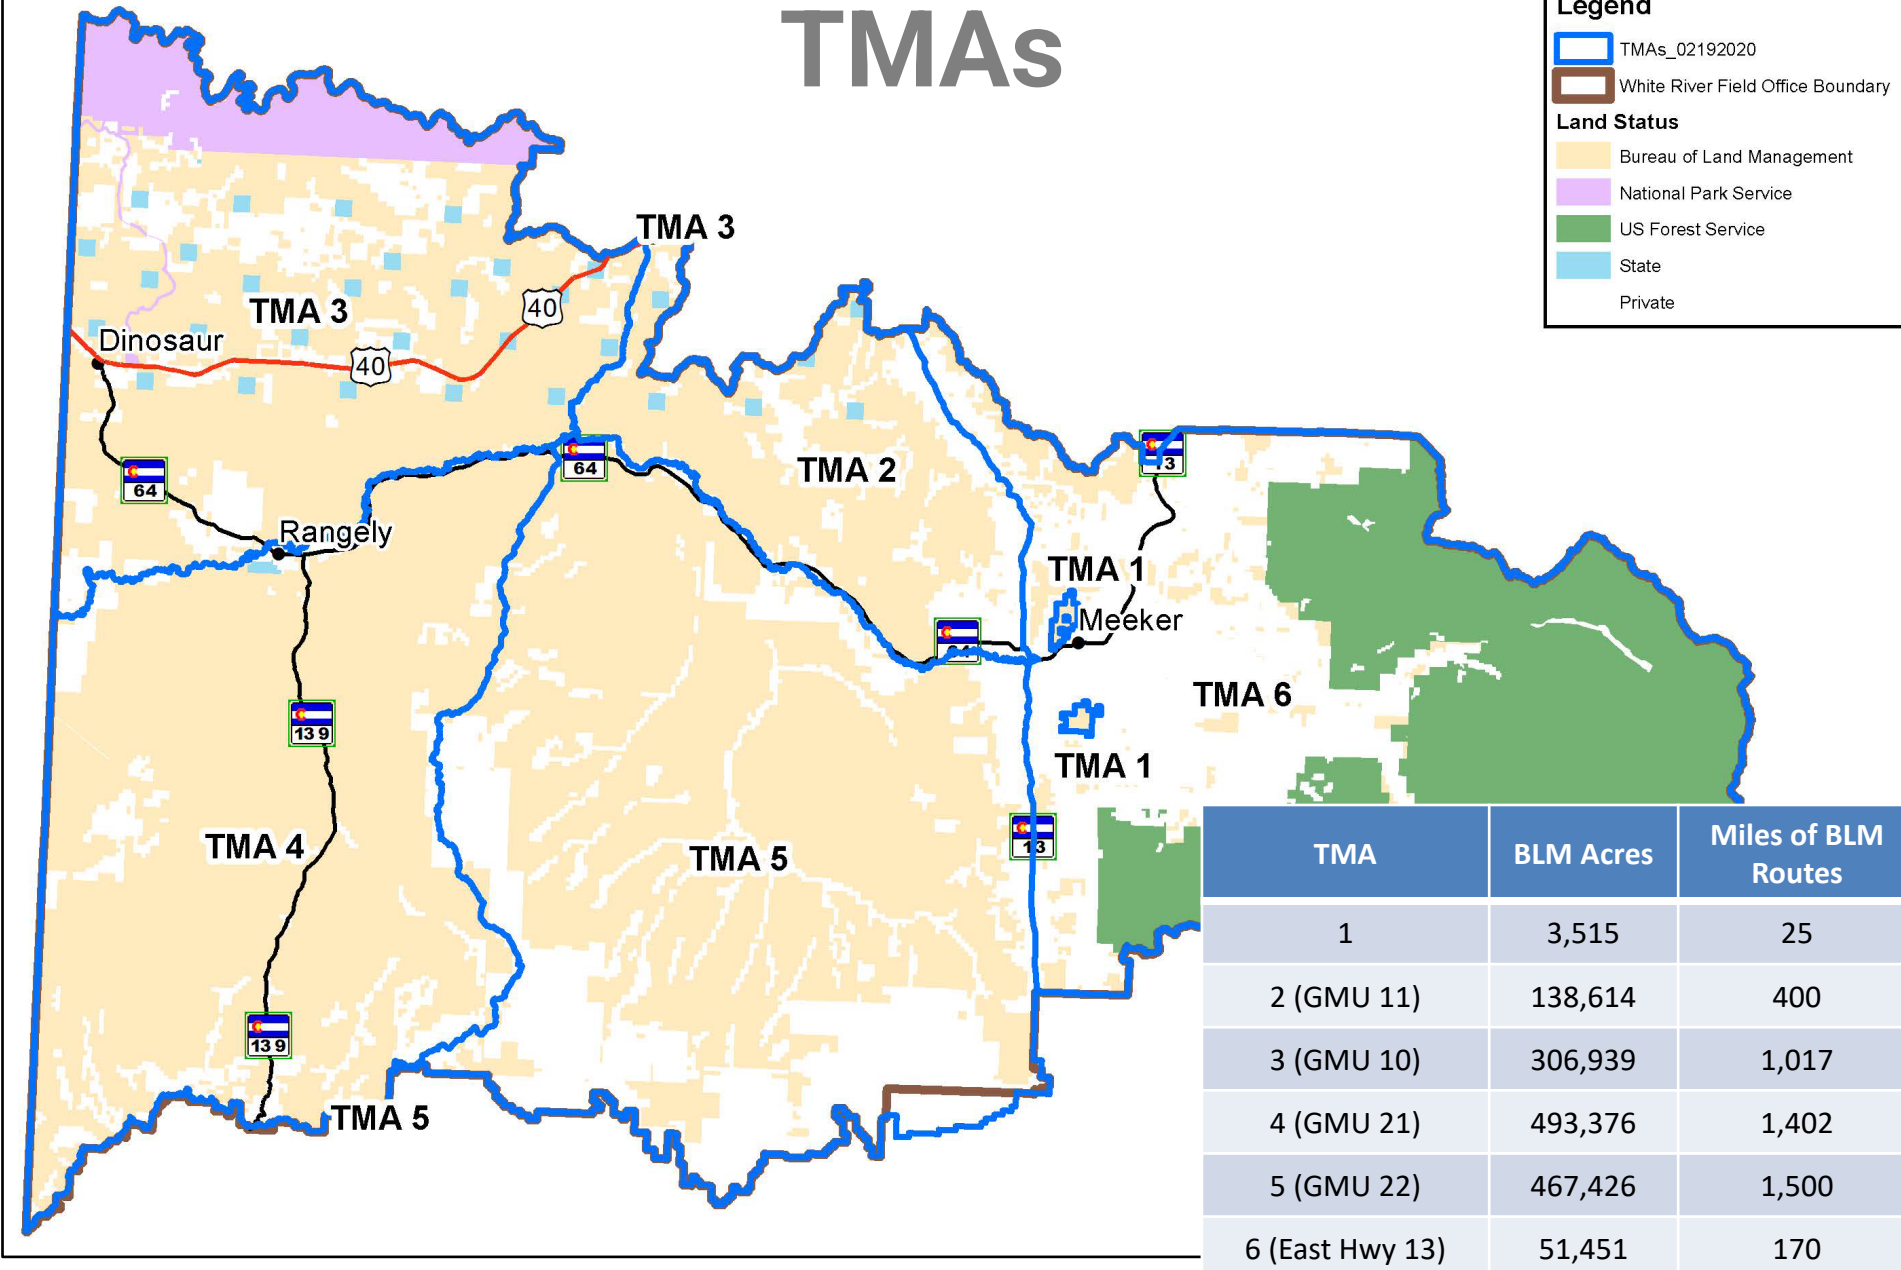 TMAs
Legend
TMAs_02192020
White River Field Office Boundary
Land Status
Bureau of Land Management
National Park Service
US Forest Service
State
Private
TMA 3
TMA 3
40
Dinosaur
40
64
64
TMA 2
13
Rangely
TMA 1
Meeker
64
TMA 6
139
TMA 1
TMA 4
TMA 5
13
139
TMA 5
TMA BLM Acres Miles of BLM
Routes
1 3,515 25
2 (GMU 11) 138,614 400
3 (GMU 10) 306,939 1,017
4 (GMU 21) 493,376 1,402
5 (GMU 22) 467,426 1,500
6 (East Hwy 13) 51,451 170